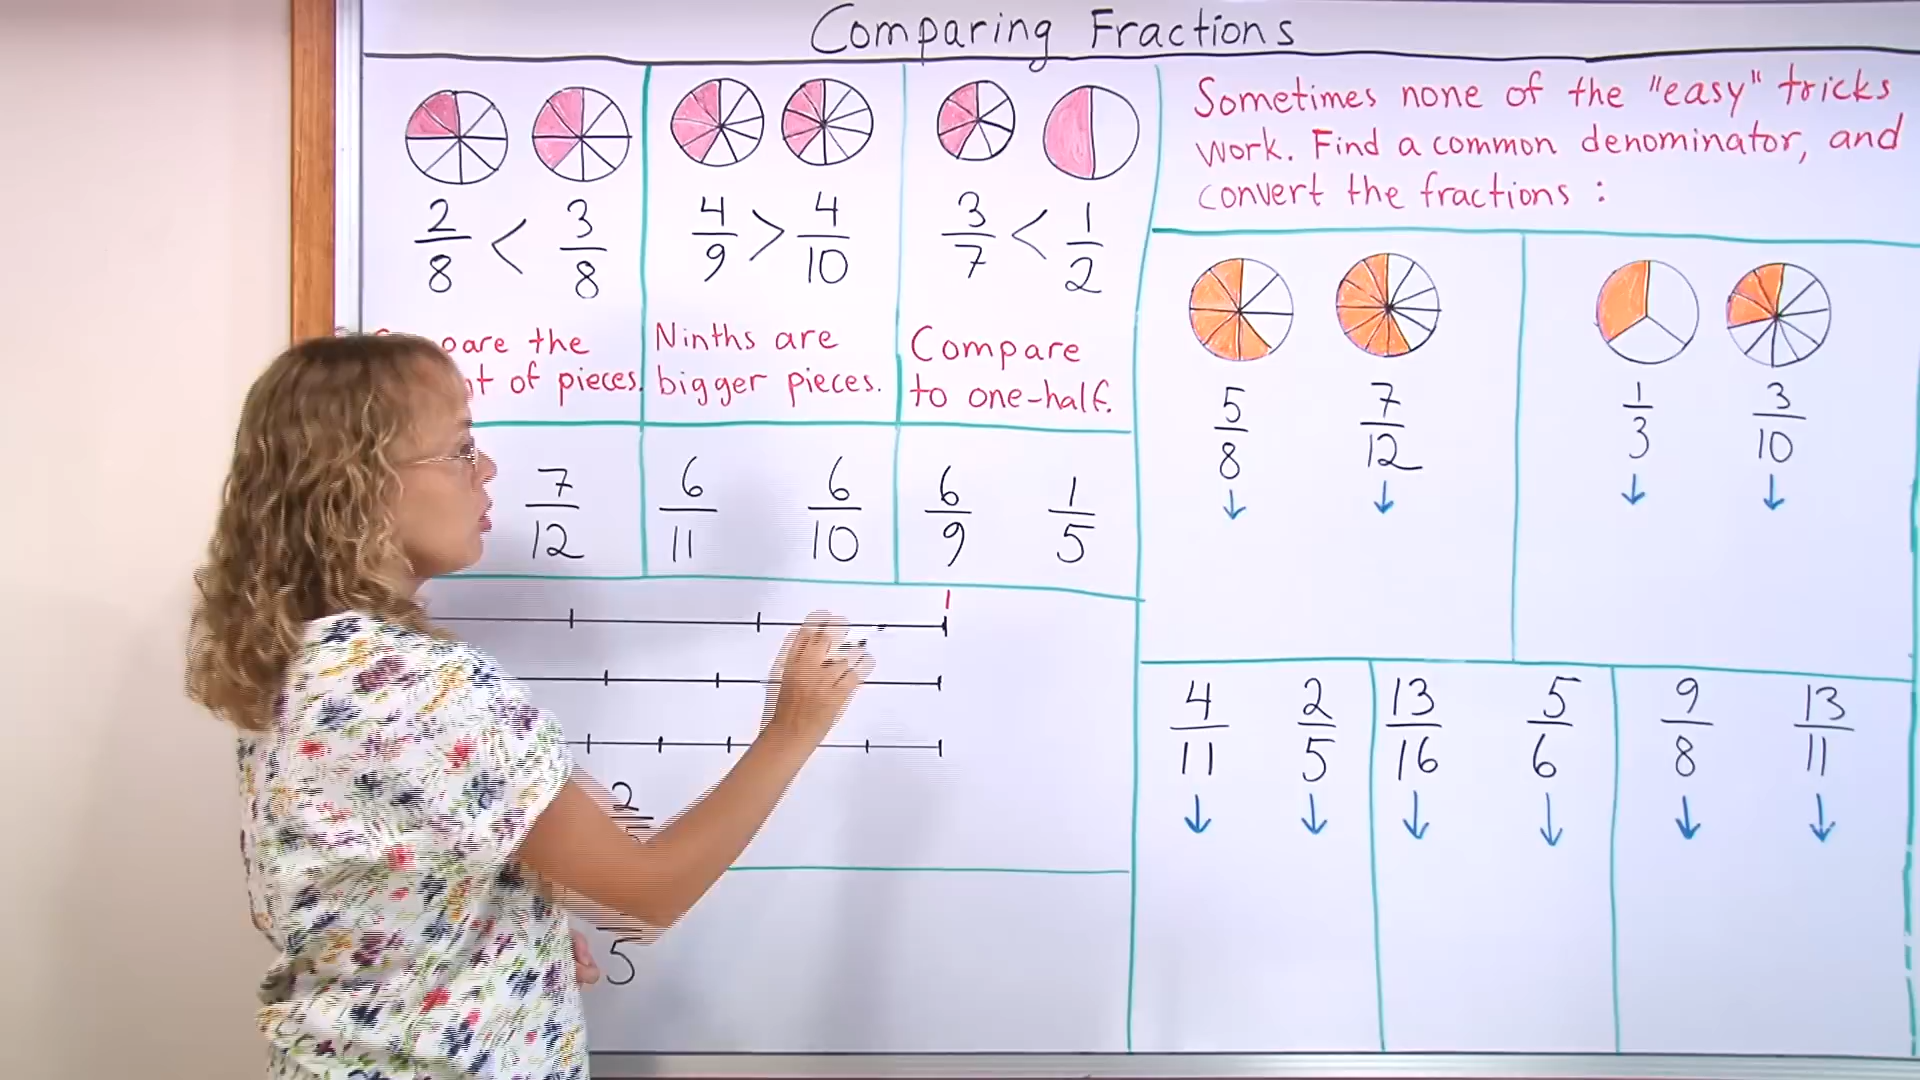 Comparing Fractions
2/8 < 3/8
4/9 > 4/10
3/7 < 1/2
the
of pieces.
Ninths are
bigger pieces.
Compare
to one-half.
7/12
6/11 6/10
6/9 1/5
1
2
5
Sometimes none of the "easy" tricks
work. Find a common denominator, and
convert the fractions :
5/8 7/12
1/3 3/10
4/11 2/5
13/16 5/6
9/8 13/11